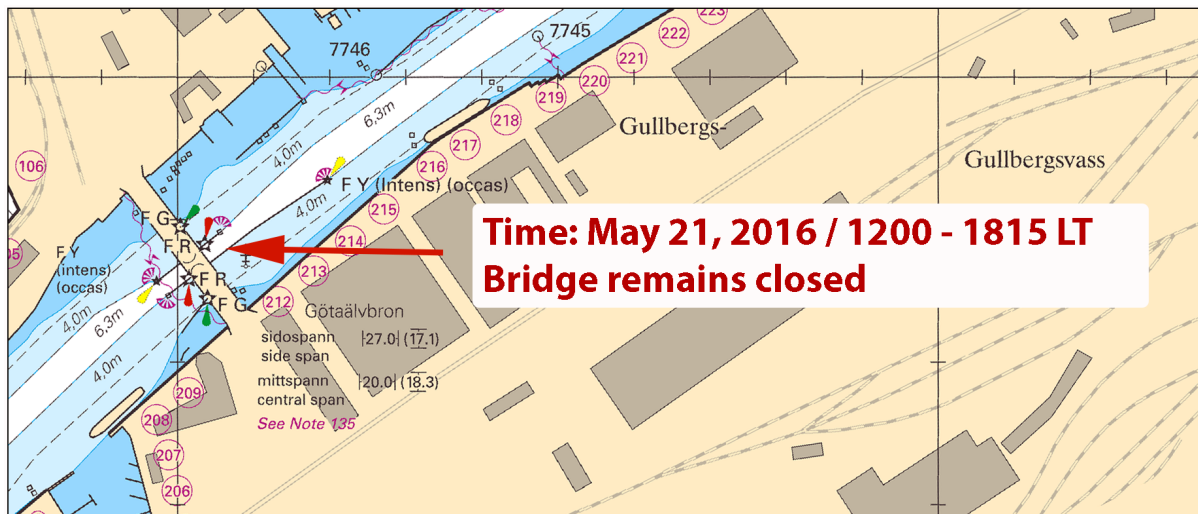 223
222
7745
7746
221
220
219
6,3m
218
Gullbergs-
4,0m
217
106
216
Gullbergsvass
F Y (Intens) (occas)
4,0m
215
F G
F R
214
Time: May 21, 2016 / 1200 - 1815 LT
Bridge remains closed
F Y
(intens)
(occas)
213
F R
F G
212
Götaälvbron
4,0m
6,3m
sidospann 27.0 (17.1)
side span
4,0m
mittspann 20.0 (18.3)
central span
209
208
See Note 135
207
206